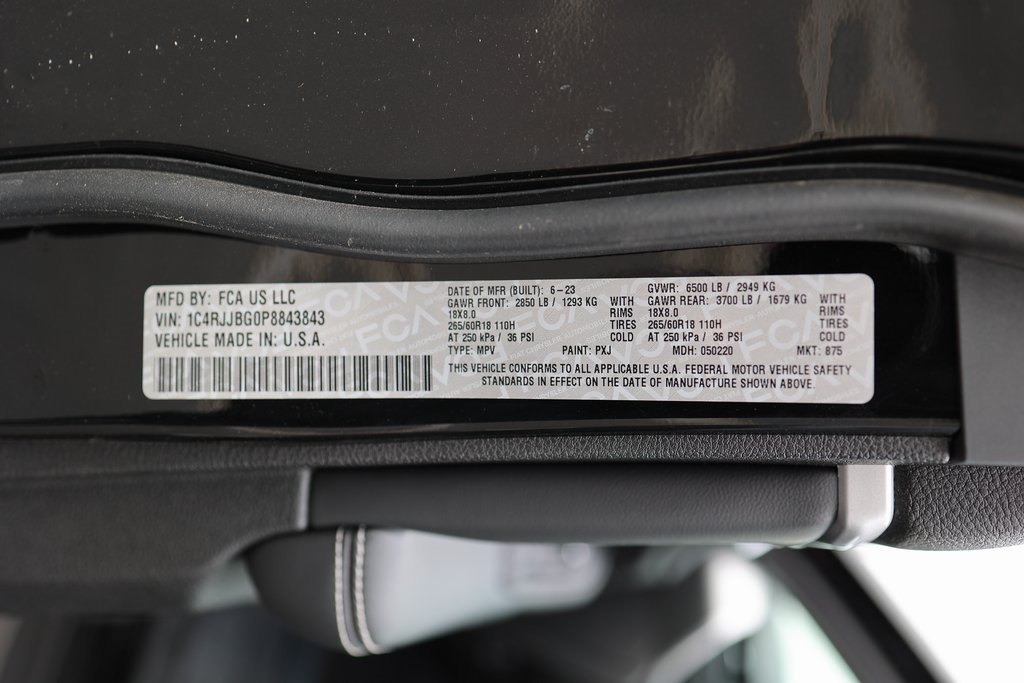 MFD BY: FCA US LLC
VIN: 1C4RJJBG0P8843843
VEHICLE MADE IN: U.S.A.
DATE OF MFR (BUILT): 6-23
GVWR: 6500 LB / 2949 KG
GAWR FRONT: 2850 LB / 1293 KG WITH
GAWR REAR: 3700 LB / 1679 KG WITH
18X8.0 RIMS
18X8.0 RIMS
265/60R18 110H TIRES
265/60R18 110H TIRES
AT 250 kPa / 36 PSI COLD
AT 250 kPa / 36 PSI COLD
TYPE: MPV PAINT: PXJ MDH: 050220 MKT: 875
THIS VEHICLE CONFORMS TO ALL APPLICABLE U.S.A. FEDERAL MOTOR VEHICLE SAFETY
STANDARDS IN EFFECT ON THE DATE OF MANUFACTURE SHOWN ABOVE.